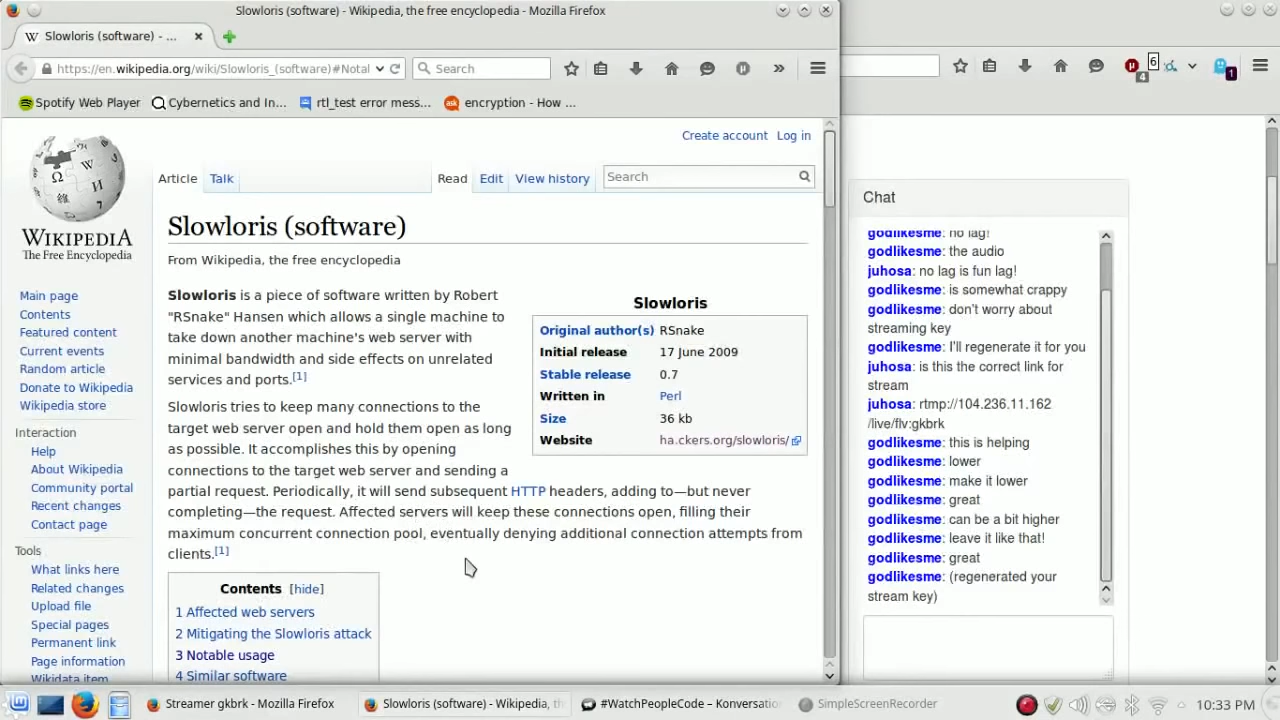 Slowloris (software) - Wikipedia, the free encyclopedia - Mozilla Firefox
W Slowloris (software) - ...
https://en.wikipedia.org/wiki/Slowloris_(software)#Notal
Search
6
4
1
Spotify Web Player
Cybernetics and In...
rtl_test error mess...
ask encryption - How ...
Create account Log in
Article Talk
Read Edit View history
Search
WIKIPEDIA
The Free Encyclopedia
Main page
Contents
Featured content
Current events
Random article
Donate to Wikipedia
Wikipedia store
Interaction
Help
About Wikipedia
Community portal
Recent changes
Contact page
Tools
What links here
Related changes
Upload file
Special pages
Permanent link
Page information
Wikidata item
Slowloris (software)
From Wikipedia, the free encyclopedia
Slowloris is a piece of software written by Robert
"RSnake" Hansen which allows a single machine to
take down another machine's web server with
minimal bandwidth and side effects on unrelated
services and ports.[1]
Slowloris tries to keep many connections to the
target web server open and hold them open as long
as possible. It accomplishes this by opening
connections to the target web server and sending a
partial request. Periodically, it will send subsequent HTTP headers, adding to—but never
completing—the request. Affected servers will keep these connections open, filling their
maximum concurrent connection pool, eventually denying additional connection attempts from
clients.[1]
Slowloris
Original author(s) RSnake
Initial release 17 June 2009
Stable release 0.7
Written in Perl
Size 36 kb
Website ha.ckers.org/slowloris/
Contents [hide]
1 Affected web servers
2 Mitigating the Slowloris attack
3 Notable usage
4 Similar software
Chat
godlikesme: no lag!
godlikesme: the audio
juhosa: no lag is fun lag!
godlikesme: is somewhat crappy
godlikesme: don't worry about
streaming key
godlikesme: I'll regenerate it for you
juhosa: is this the correct link for
stream
juhosa: rtmp://104.236.11.162
/live/flv:gkbrk
godlikesme: this is helping
godlikesme: lower
godlikesme: make it lower
godlikesme: great
godlikesme: can be a bit higher
godlikesme: leave it like that!
godlikesme: great
godlikesme: (regenerated your
stream key)
Streamer gkbrk - Mozilla Firefox
Slowloris (software) - Wikipedia, th
#WatchPeopleCode – Konversatio
SimpleScreenRecorder
10:33 PM